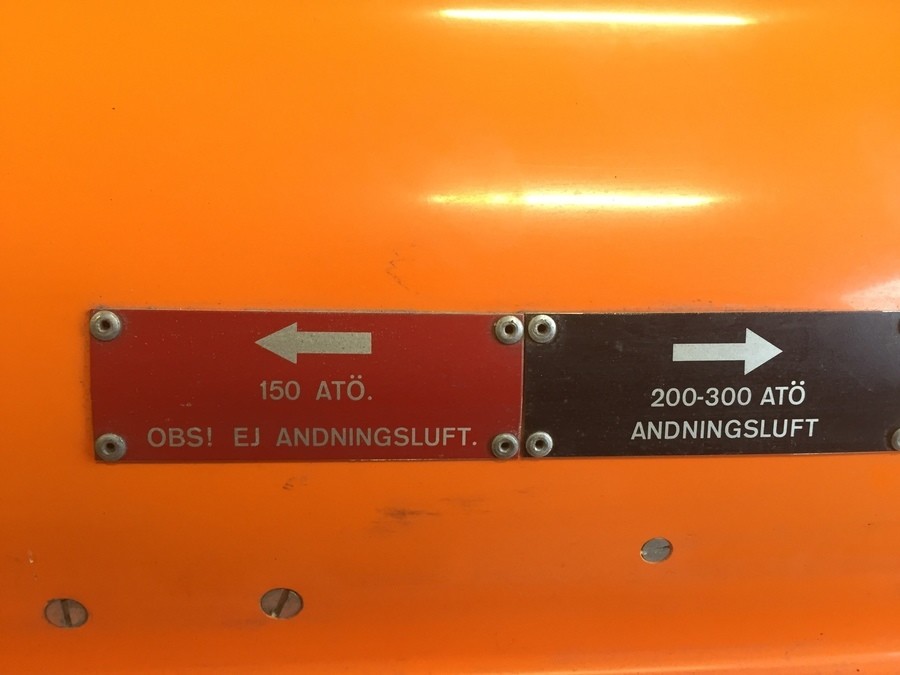 150 ATÖ.
OBS! EJ ANDNINGSLUFT.
200-300 ATÖ
ANDNINGSLUFT